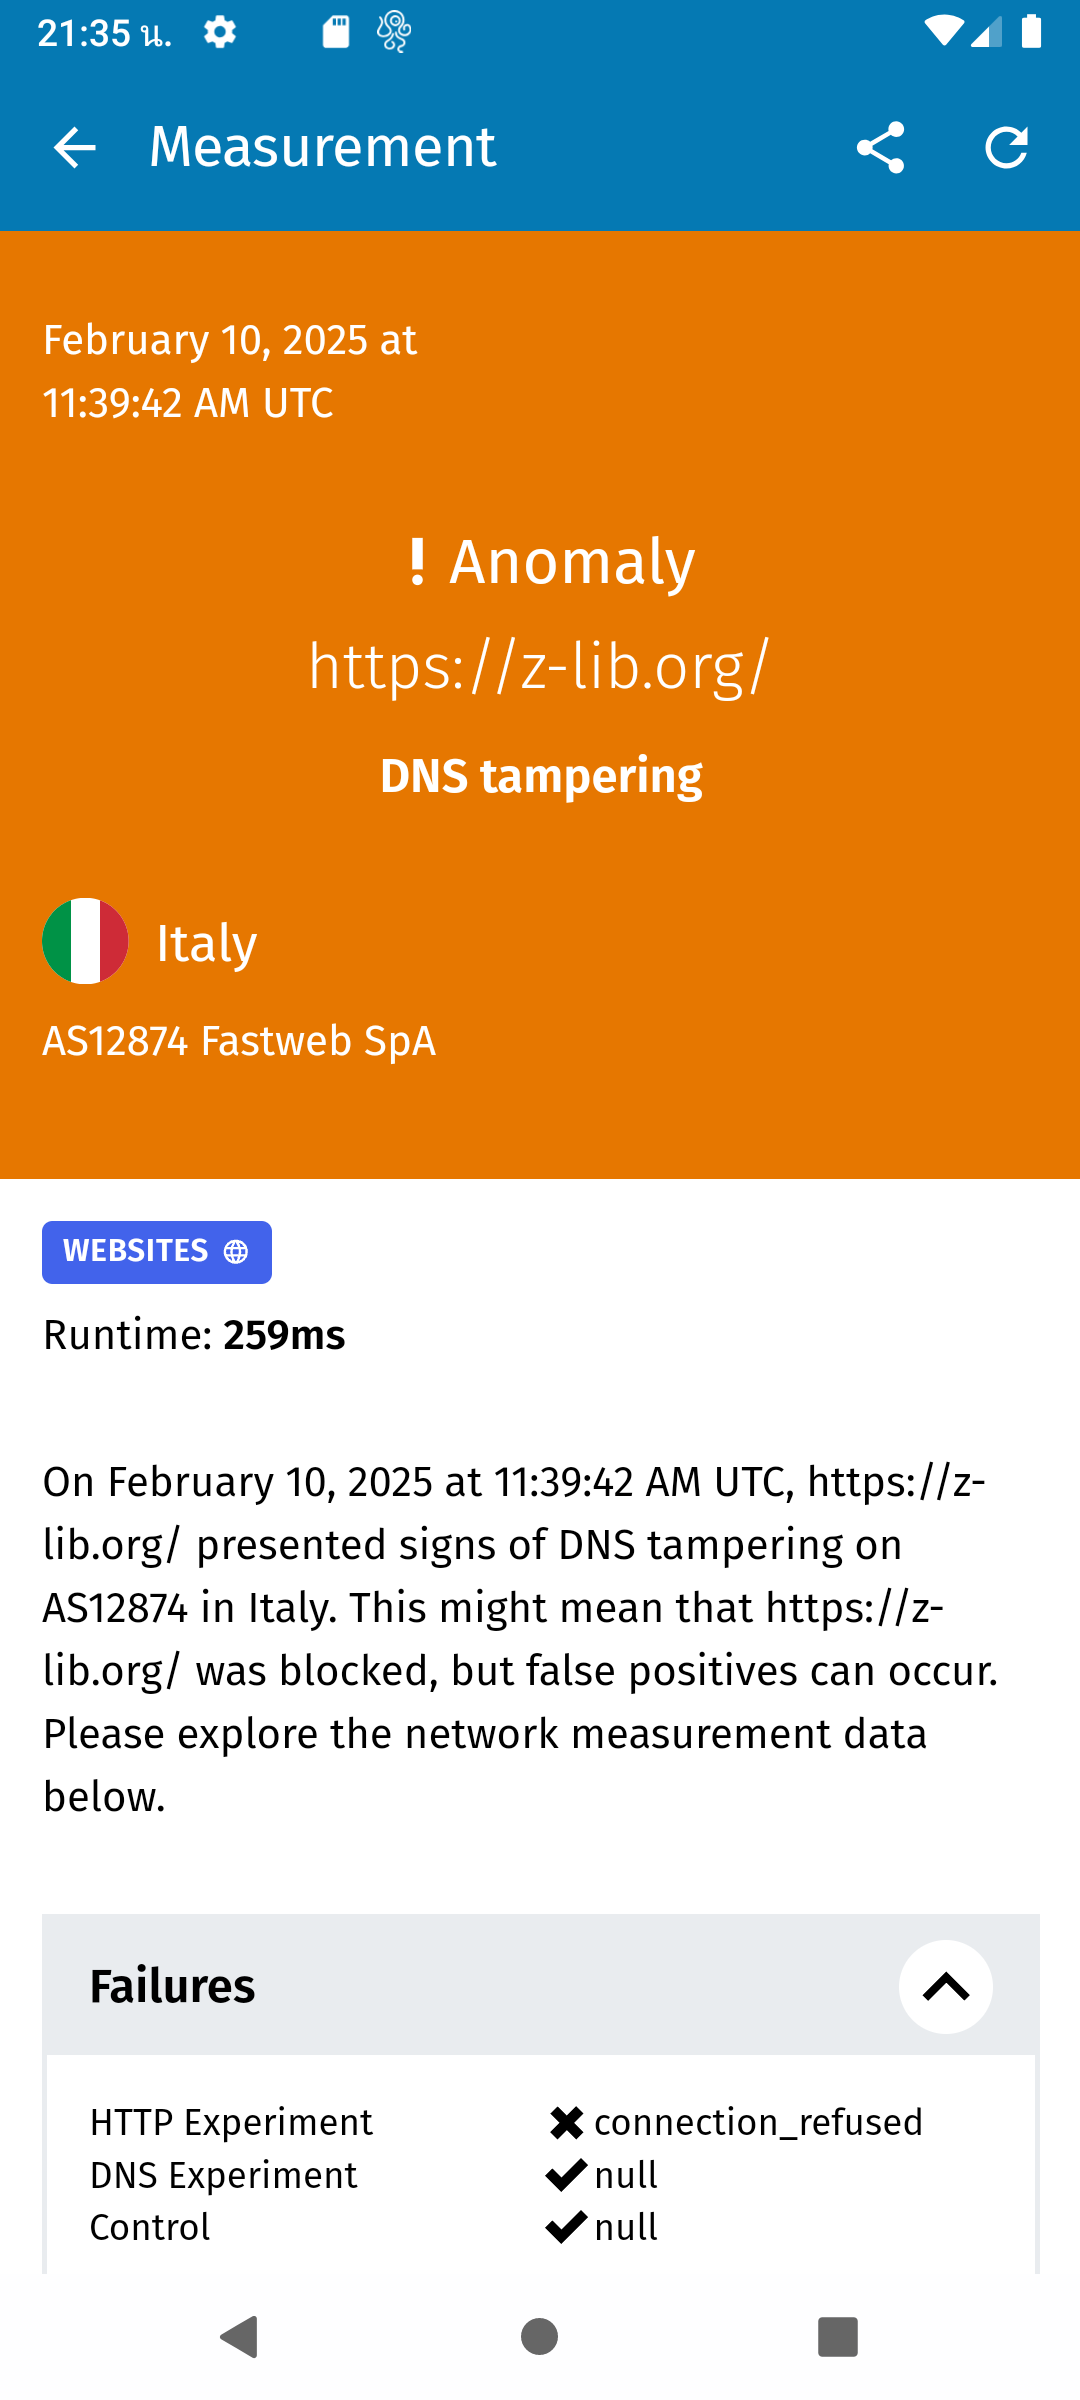 21:35 น.
Measurement
February 10, 2025 at
11:39:42 AM UTC
! Anomaly
https://z-lib.org/
DNS tampering
Italy
AS12874 Fastweb SpA
WEBSITES
Runtime: 259ms
On February 10, 2025 at 11:39:42 AM UTC, https://z-
lib.org/ presented signs of DNS tampering on
AS12874 in Italy. This might mean that https://z-
lib.org/ was blocked, but false positives can occur.
Please explore the network measurement data
below.
Failures
HTTP Experiment ✖ connection_refused
DNS Experiment ✔ null
Control ✔ null